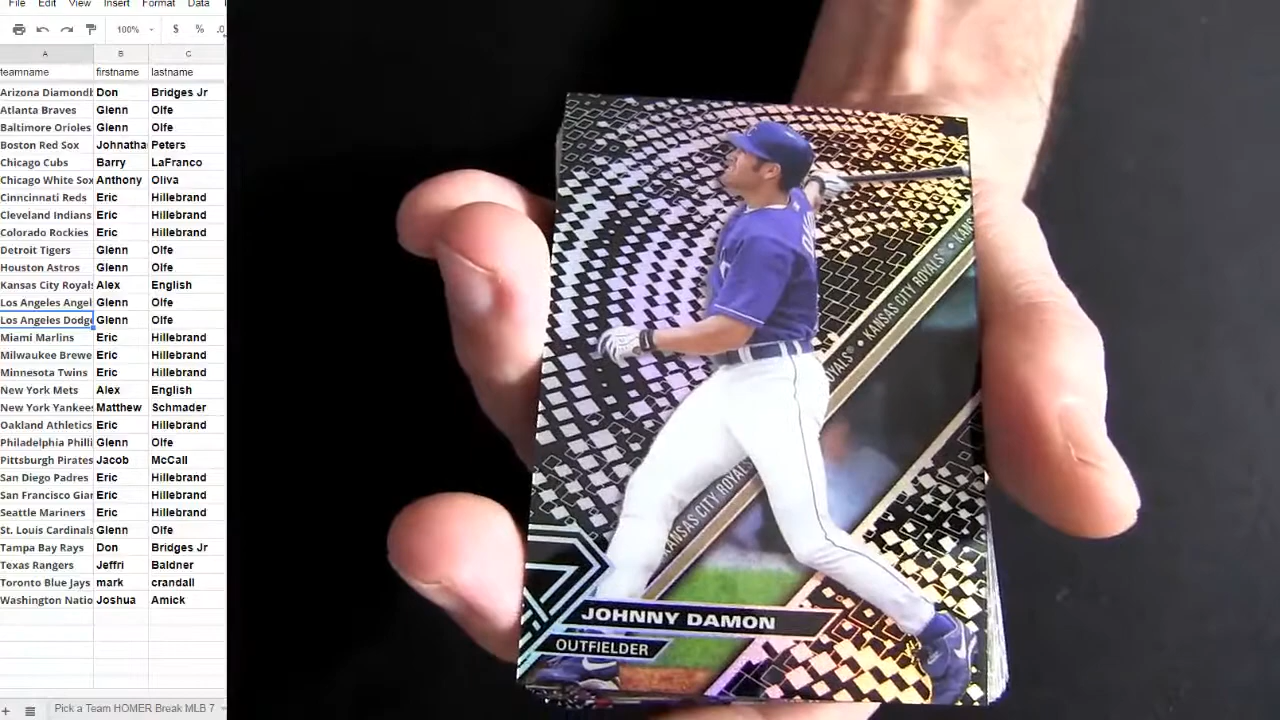 File Edit View Insert Format Data
100% $ % .0
A B C
teamname firstname lastname
Arizona Diamondb Don Bridges Jr
Atlanta Braves Glenn Olfe
Baltimore Orioles Glenn Olfe
Boston Red Sox Johnatha Peters
Chicago Cubs Barry LaFranco
Chicago White Sox Anthony Oliva
Cinncinnati Reds Eric Hillebrand
Cleveland Indians Eric Hillebrand
Colorado Rockies Eric Hillebrand
Detroit Tigers Glenn Olfe
Houston Astros Glenn Olfe
Kansas City Royals Alex English
Los Angeles Angel Glenn Olfe
Los Angeles Dodge Glenn Olfe
Miami Marlins Eric Hillebrand
Milwaukee Brewe Eric Hillebrand
Minnesota Twins Eric Hillebrand
New York Mets Alex English
New York Yankees Matthew Schmader
Oakland Athletics Eric Hillebrand
Philadelphia Philli Glenn Olfe
Pittsburgh Pirates Jacob McCall
San Diego Padres Eric Hillebrand
San Francisco Gian Eric Hillebrand
Seattle Mariners Eric Hillebrand
St. Louis Cardinals Glenn Olfe
Tampa Bay Rays Don Bridges Jr
Texas Rangers Jeffri Baldner
Toronto Blue Jays mark crandall
Washington Natio Joshua Amick
Pick a Team HOMER Break MLB 7
KANSAS CITY ROYALS OYALS® • KANSAS CITY ROYALS® • KANS
JOHNNY DAMON
OUTFIELDER